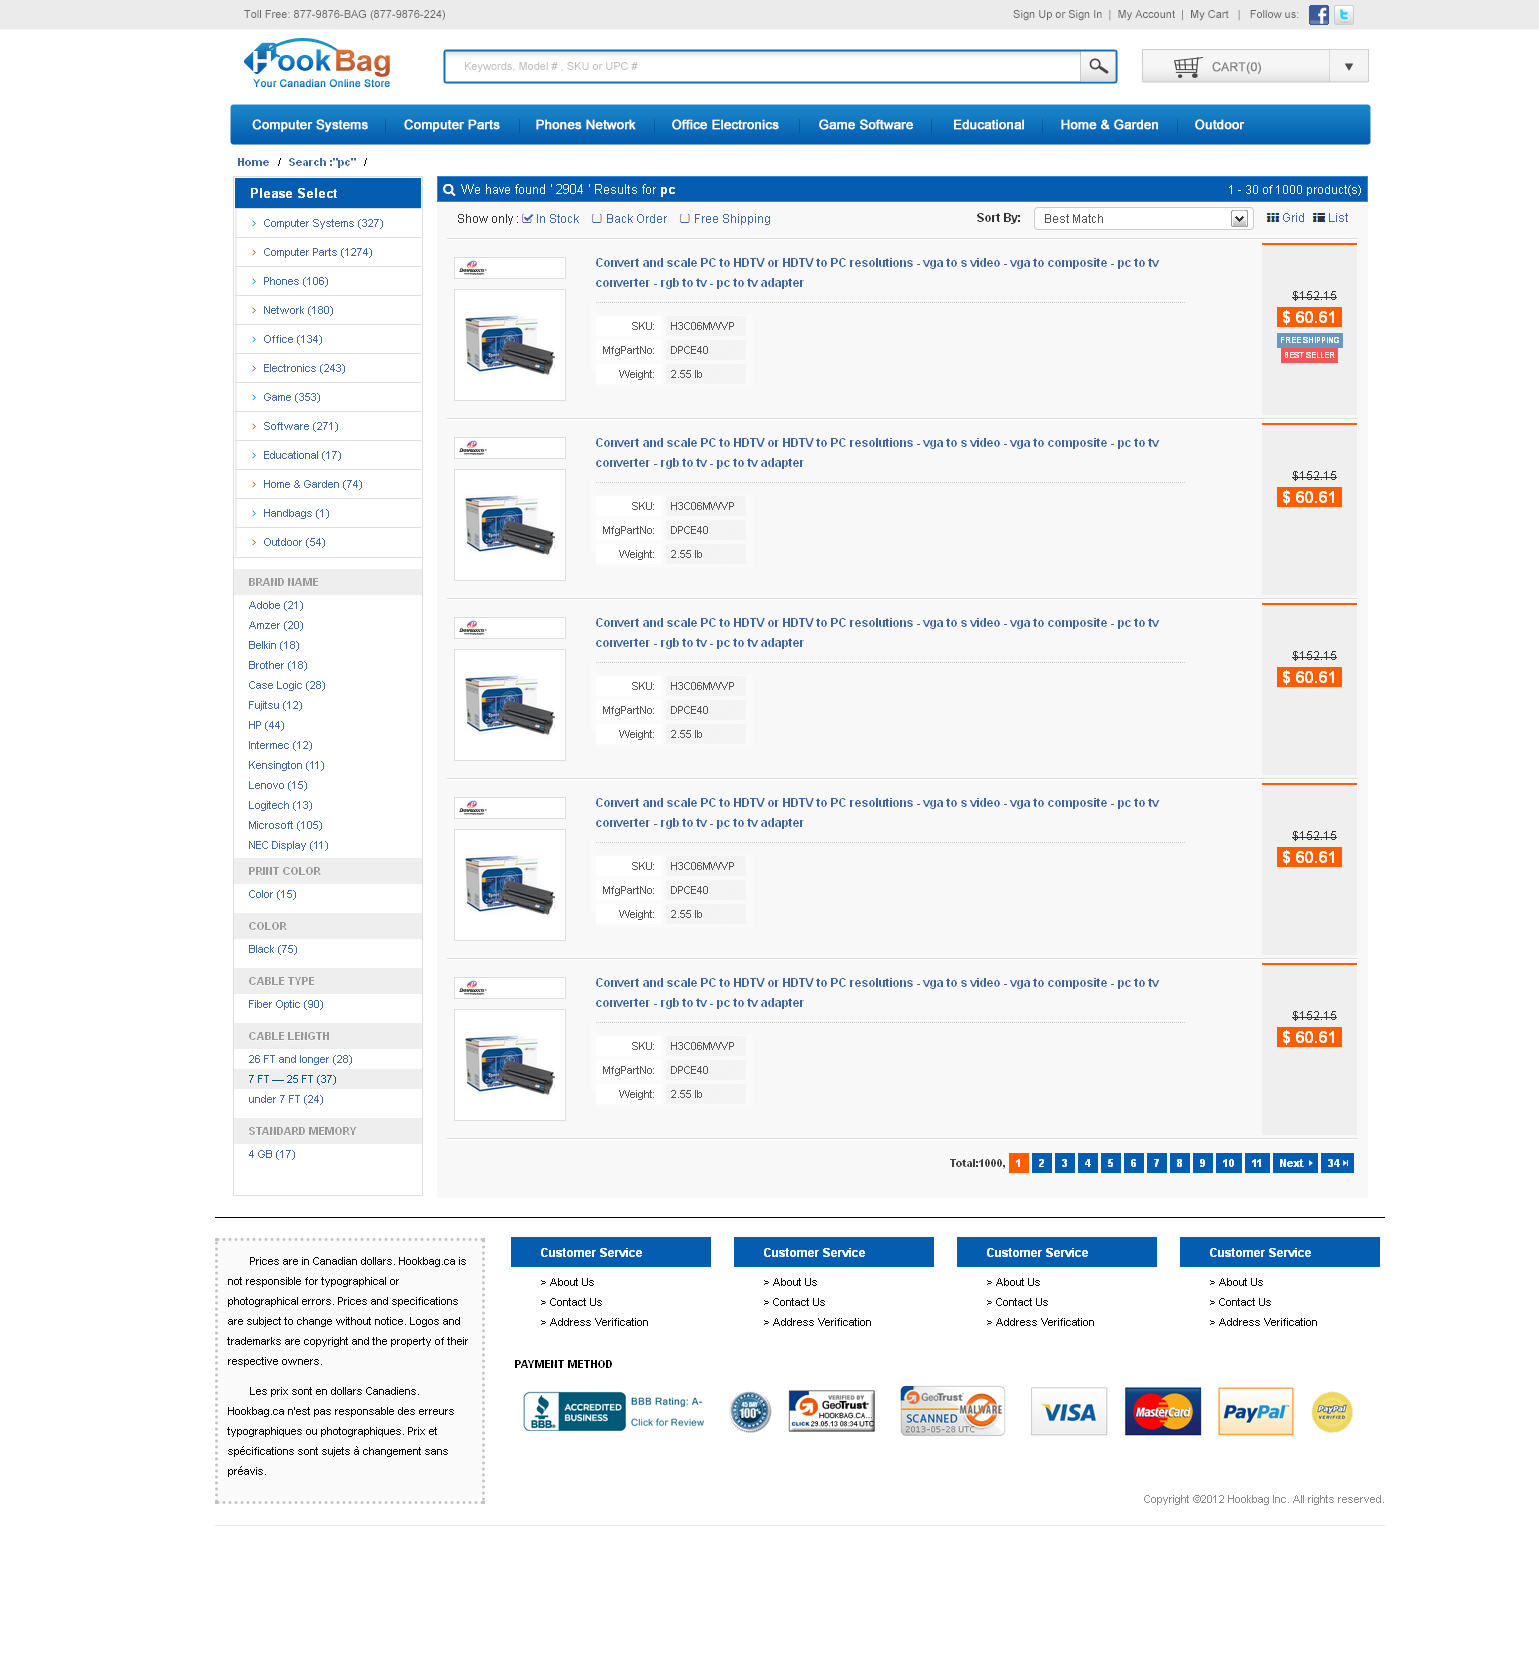 Toll Free: 877-9876-BAG (877-9876-224)
Sign Up or Sign In | My Account | My Cart | Follow us:
HookBag
Your Canadian Online Store
Keywords, Model # , SKU or UPC #
CART(0)
Computer Systems
Computer Parts
Phones Network
Office Electronics
Game Software
Educational
Home & Garden
Outdoor
Home / Search :"pc" /
Please Select
Computer Systems (327)
Computer Parts (1274)
Phones (106)
Network (180)
Office (134)
Electronics (243)
Game (353)
Software (271)
Educational (17)
Home & Garden (74)
Handbags (1)
Outdoor (54)
BRAND NAME
Adobe (21)
Amzer (20)
Belkin (18)
Brother (18)
Case Logic (28)
Fujitsu (12)
HP (44)
Intermec (12)
Kensington (11)
Lenovo (15)
Logitech (13)
Microsoft (105)
NEC Display (11)
PRINT COLOR
Color (15)
COLOR
Black (75)
CABLE TYPE
Fiber Optic (90)
CABLE LENGTH
26 FT and longer (28)
7 FT — 25 FT (37)
under 7 FT (24)
STANDARD MEMORY
4 GB (17)
We have found ' 2904 ' Results for pc
1 - 30 of 1000 product(s)
Show only : In Stock Back Order Free Shipping
Sort By: Best Match
Grid List
Convert and scale PC to HDTV or HDTV to PC resolutions - vga to s video - vga to composite - pc to tv
converter - rgb to tv - pc to tv adapter
SKU: H3C06MWVP
MfgPartNo: DPCE40
Weight: 2.55 lb
$152.15
$ 60.61
FREE SHIPPING
BEST SELLER
Convert and scale PC to HDTV or HDTV to PC resolutions - vga to s video - vga to composite - pc to tv
converter - rgb to tv - pc to tv adapter
SKU: H3C06MWVP
MfgPartNo: DPCE40
Weight: 2.55 lb
$152.15
$ 60.61
Convert and scale PC to HDTV or HDTV to PC resolutions - vga to s video - vga to composite - pc to tv
converter - rgb to tv - pc to tv adapter
SKU: H3C06MWVP
MfgPartNo: DPCE40
Weight: 2.55 lb
$152.15
$ 60.61
Convert and scale PC to HDTV or HDTV to PC resolutions - vga to s video - vga to composite - pc to tv
converter - rgb to tv - pc to tv adapter
SKU: H3C06MWVP
MfgPartNo: DPCE40
Weight: 2.55 lb
$152.15
$ 60.61
Convert and scale PC to HDTV or HDTV to PC resolutions - vga to s video - vga to composite - pc to tv
converter - rgb to tv - pc to tv adapter
SKU: H3C06MWVP
MfgPartNo: DPCE40
Weight: 2.55 lb
$152.15
$ 60.61
Total:1000, 1 2 3 4 5 6 7 8 9 10 11 Next 34
Prices are in Canadian dollars. Hookbag.ca is
not responsible for typographical or
photographical errors. Prices and specifications
are subject to change without notice. Logos and
trademarks are copyright and the property of their
respective owners.
Les prix sont en dollars Canadiens.
Hookbag.ca n'est pas responsable des erreurs
typographiques ou photographiques. Prix et
spécifications sont sujets à changement sans
préavis.
Customer Service
> About Us
> Contact Us
> Address Verification
Customer Service
> About Us
> Contact Us
> Address Verification
Customer Service
> About Us
> Contact Us
> Address Verification
Customer Service
> About Us
> Contact Us
> Address Verification
PAYMENT METHOD
BBB. ACCREDITED BUSINESS
BBB Rating: A-
Click for Review
45 DAY
100%
VERIFIED BY
GeoTrust
HOOKBAG.CA...
CLICK 29.05.13 08:34 UTC
GeoTrust
SCANNED MALWARE
2013-05-28 UTC
VISA
MasterCard
PayPal
PayPal
VERIFIED
Copyright ©2012 Hookbag Inc. All rights reserved.